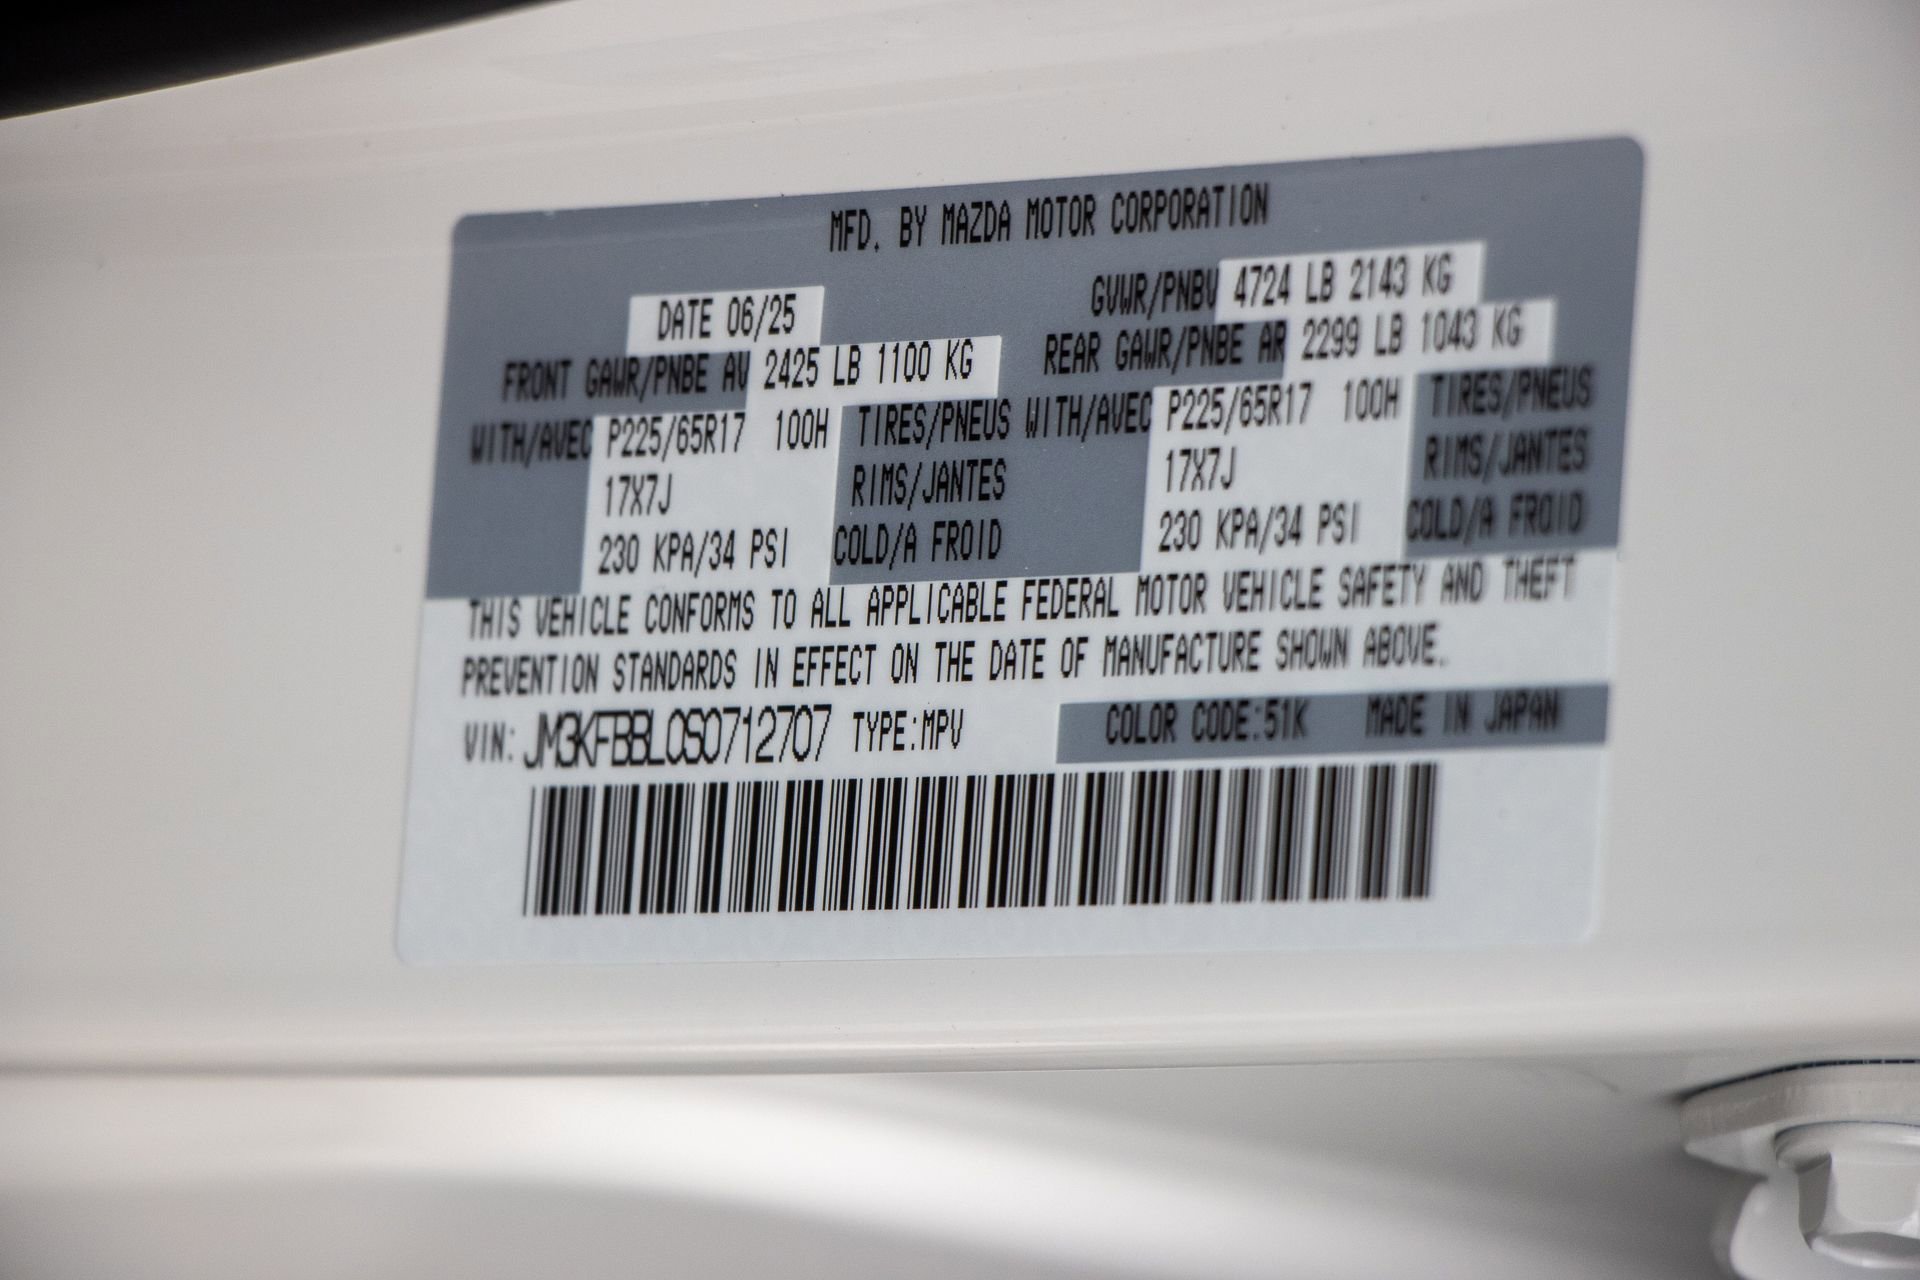 MFD. BY MAZDA MOTOR CORPORATION
DATE 06/25 GVWR/PNBV 4724 LB 2143 KG
FRONT GAWR/PNBE AV 2425 LB 1100 KG REAR GAWR/PNBE AR 2299 LB 1043 KG
WITH/AVEC P225/65R17 100H TIRES/PNEUS WITH/AVEC P225/65R17 100H TIRES/PNEUS
17X7J RIMS/JANTES 17X7J RIMS/JANTES
230 KPA/34 PSI COLD/A FROID 230 KPA/34 PSI COLD/A FROID
THIS VEHICLE CONFORMS TO ALL APPLICABLE FEDERAL MOTOR VEHICLE SAFETY AND THEFT
PREVENTION STANDARDS IN EFFECT ON THE DATE OF MANUFACTURE SHOWN ABOVE.
VIN: JM3KFBBL0S0712707 TYPE:MPV COLOR CODE:51K MADE IN JAPAN